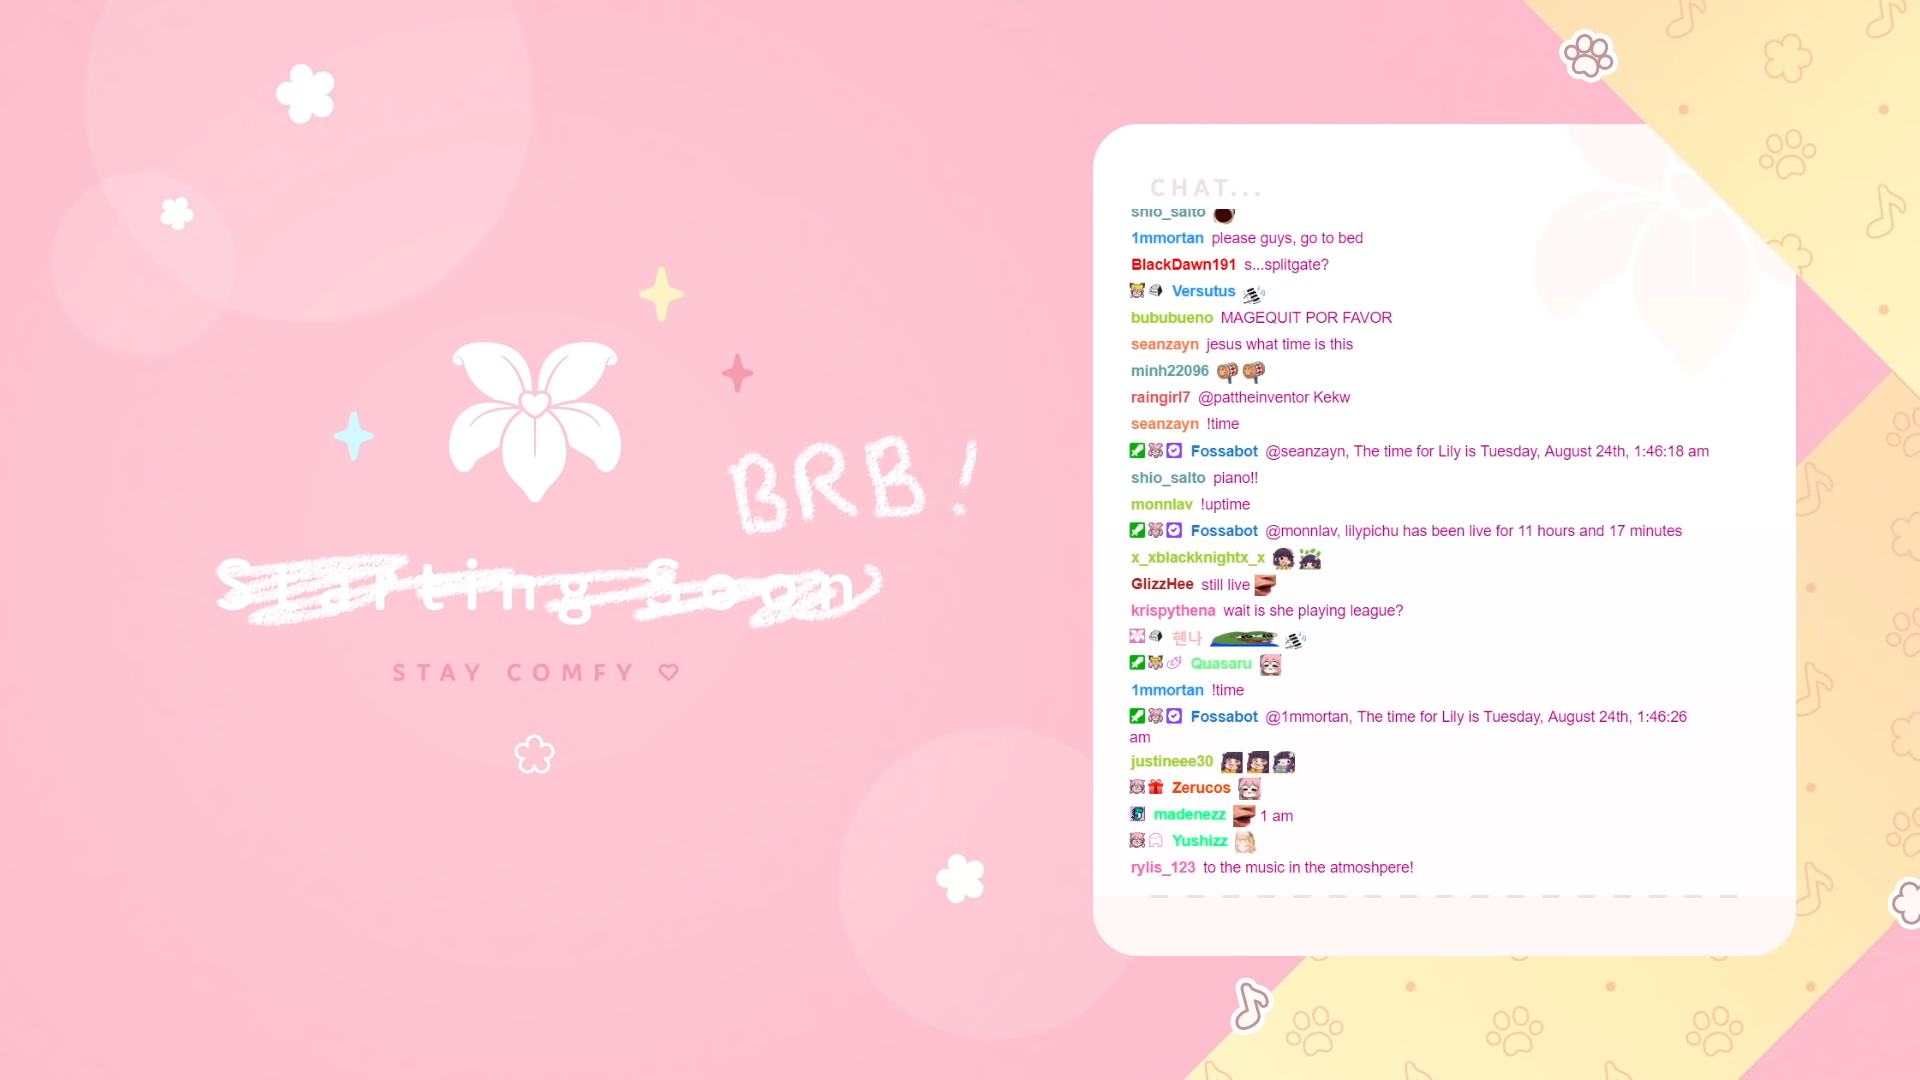 BRB!
Starting Soon
STAY COMFY ♡
CHAT...
shio_salto
1mmortan please guys, go to bed
BlackDawn191 s...splitgate?
Versutus
bububueno MAGEQUIT POR FAVOR
seanzayn jesus what time is this
minh22096
raingirl7 @pattheinventor Kekw
seanzayn !time
Fossabot @seanzayn, The time for Lily is Tuesday, August 24th, 1:46:18 am
shio_salto piano!!
monnlav !uptime
Fossabot @monnlav, lilypichu has been live for 11 hours and 17 minutes
x_xblackknightx_x
GlizzHee still live
krispythena wait is she playing league?
헨나
Quasaru
1mmortan !time
Fossabot @1mmortan, The time for Lily is Tuesday, August 24th, 1:46:26
am
justineee30
Zerucos
madenezz 1 am
Yushizz
rylis_123 to the music in the atmoshpere!